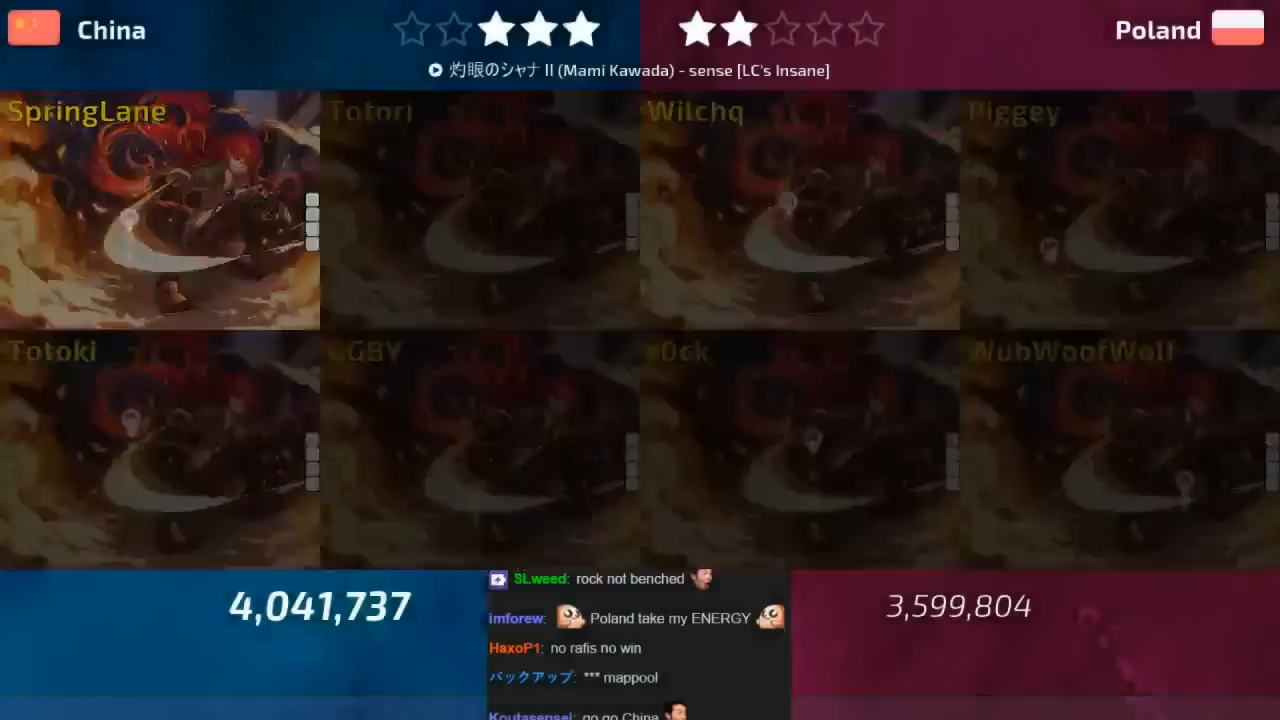 China
Poland
灼眼のシャナ II (Mami Kawada) - sense [LC's Insane]
SpringLane
Totori
Wilchq
Piggey
Totoki
GGBY
r0ck
WubWoofWolf
4,041,737
3,599,804
SLweed: rock not benched
imforew: Poland take my ENERGY
HaxoP1: no rafis no win
バックアップ: *** mappool
Koutasensei: go go China